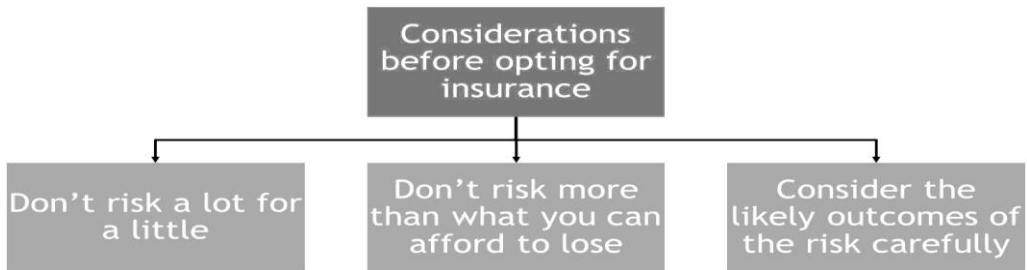 Considerations
before opting for
insurance
Don't risk a lot for
a little
Don't risk more
than what you can
afford to lose
Consider the
likely outcomes of
the risk carefully